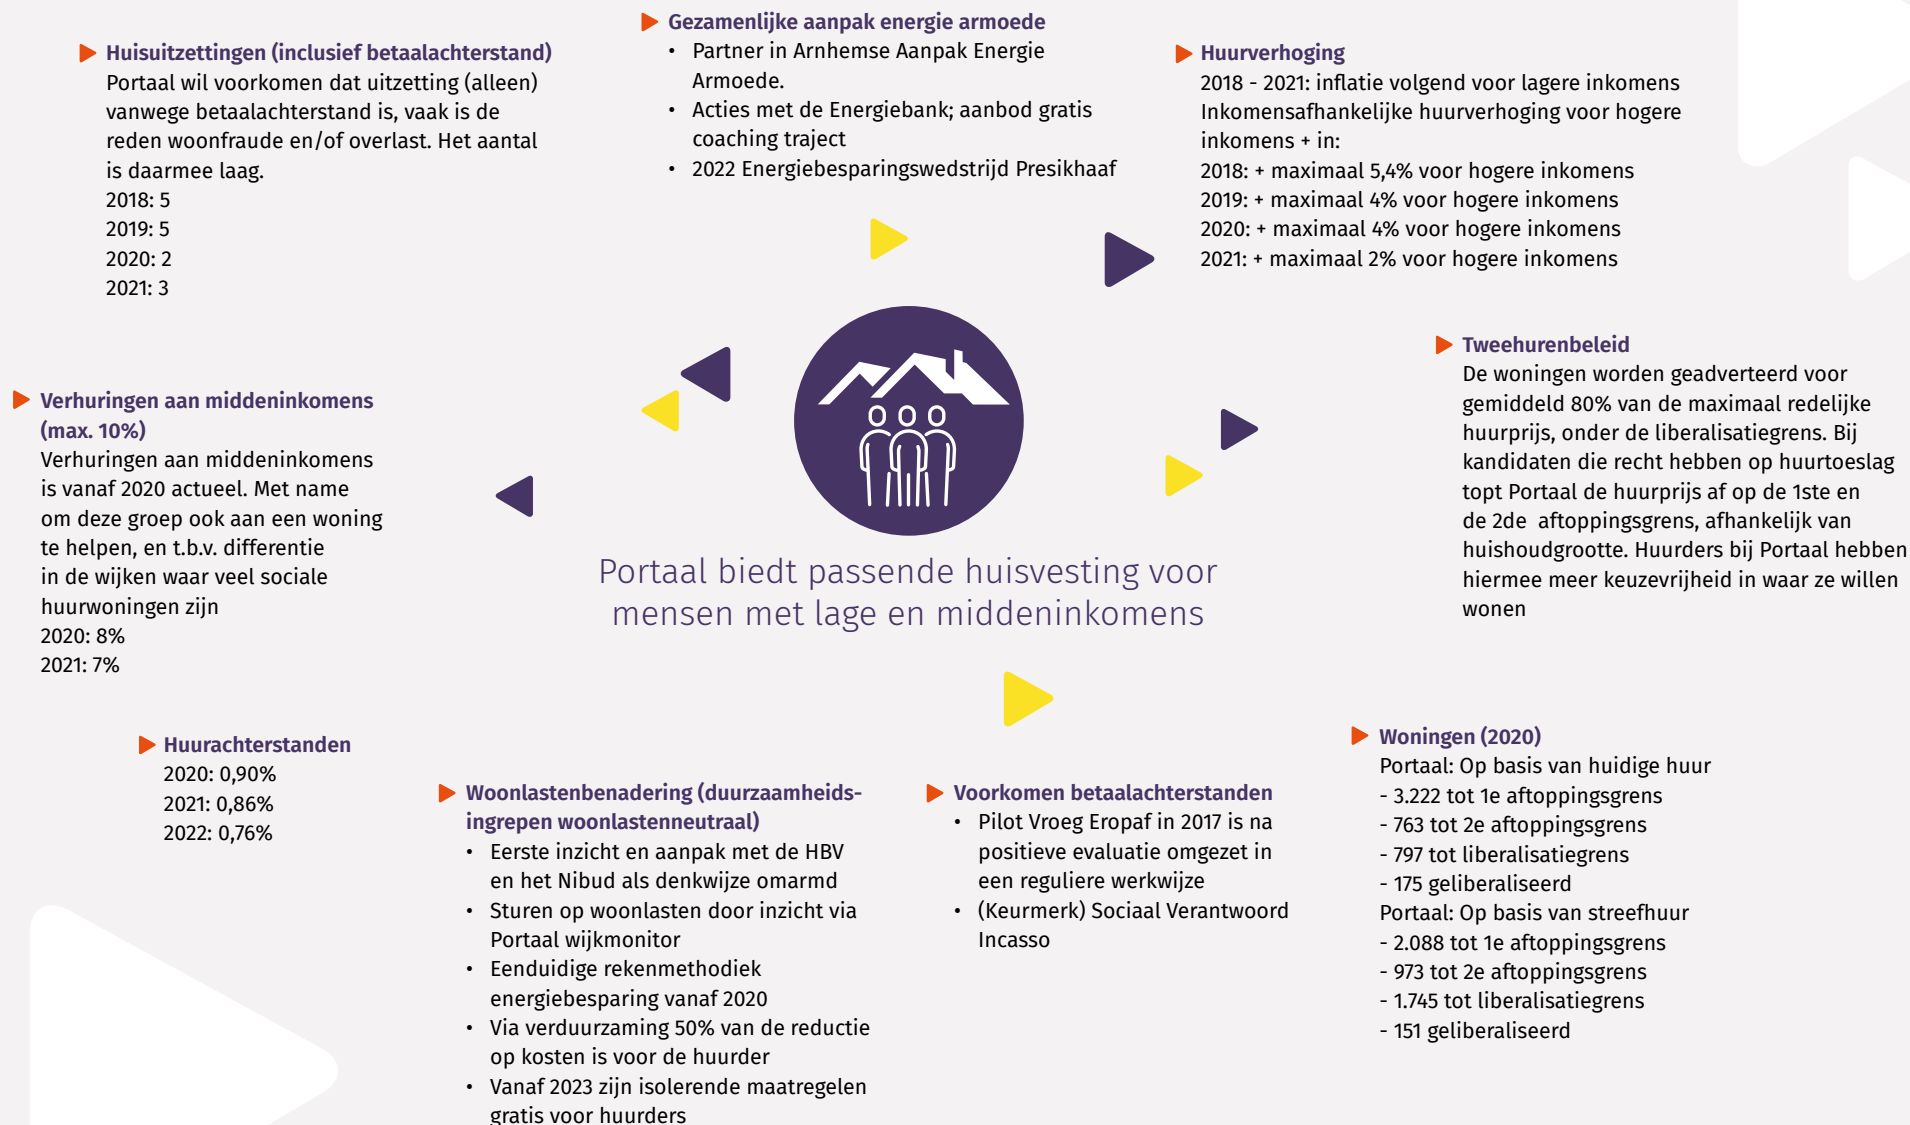 Huisuitzettingen (inclusief betaalachterstand)
Portaal wil voorkomen dat uitzetting (alleen)
vanwege betaalachterstand is, vaak is de
reden woonfraude en/of overlast. Het aantal
is daarmee laag.
2018: 5
2019: 5
2020: 2
2021: 3
Gezamenlijke aanpak energie armoede
• Partner in Arnhemse Aanpak Energie
Armoede.
• Acties met de Energiebank; aanbod gratis
coaching traject
• 2022 Energiebesparingswedstrijd Presikhaaf
Huurverhoging
2018 - 2021: inflatie volgend voor lagere inkomens
Inkomensafhankelijke huurverhoging voor hogere
inkomens + in:
2018: + maximaal 5,4% voor hogere inkomens
2019: + maximaal 4% voor hogere inkomens
2020: + maximaal 4% voor hogere inkomens
2021: + maximaal 2% voor hogere inkomens
Verhuringen aan middeninkomens
(max. 10%)
Verhuringen aan middeninkomens
is vanaf 2020 actueel. Met name
om deze groep ook aan een woning
te helpen, en t.b.v. differentie
in de wijken waar veel sociale
huurwoningen zijn
2020: 8%
2021: 7%
Portaal biedt passende huisvesting voor
mensen met lage en middeninkomens
Tweehurenbeleid
De woningen worden geadverteerd voor
gemiddeld 80% van de maximaal redelijke
huurprijs, onder de liberalisatiegrens. Bij
kandidaten die recht hebben op huurtoeslag
topt Portaal de huurprijs af op de 1ste en
de 2de aftoppingsgrens, afhankelijk van
huishoudgrootte. Huurders bij Portaal hebben
hiermee meer keuzevrijheid in waar ze willen
wonen
Huurachterstanden
2020: 0,90%
2021: 0,86%
2022: 0,76%
Woonlastenbenadering (duurzaamheids-
ingrepen woonlastenneutraal)
• Eerste inzicht en aanpak met de HBV
en het Nibud als denkwijze omarmd
• Sturen op woonlasten door inzicht via
Portaal wijkmonitor
• Eenduidige rekenmethodiek
energiebesparing vanaf 2020
• Via verduurzaming 50% van de reductie
op kosten is voor de huurder
• Vanaf 2023 zijn isolerende maatregelen
gratis voor huurders
Voorkomen betaalachterstanden
• Pilot Vroeg Eropaf in 2017 is na
positieve evaluatie omgezet in
een reguliere werkwijze
• (Keurmerk) Sociaal Verantwoord
Incasso
Woningen (2020)
Portaal: Op basis van huidige huur
- 3.222 tot 1e aftoppingsgrens
- 763 tot 2e aftoppingsgrens
- 797 tot liberalisatiegrens
- 175 geliberaliseerd
Portaal: Op basis van streefhuur
- 2.088 tot 1e aftoppingsgrens
- 973 tot 2e aftoppingsgrens
- 1.745 tot liberalisatiegrens
- 151 geliberaliseerd